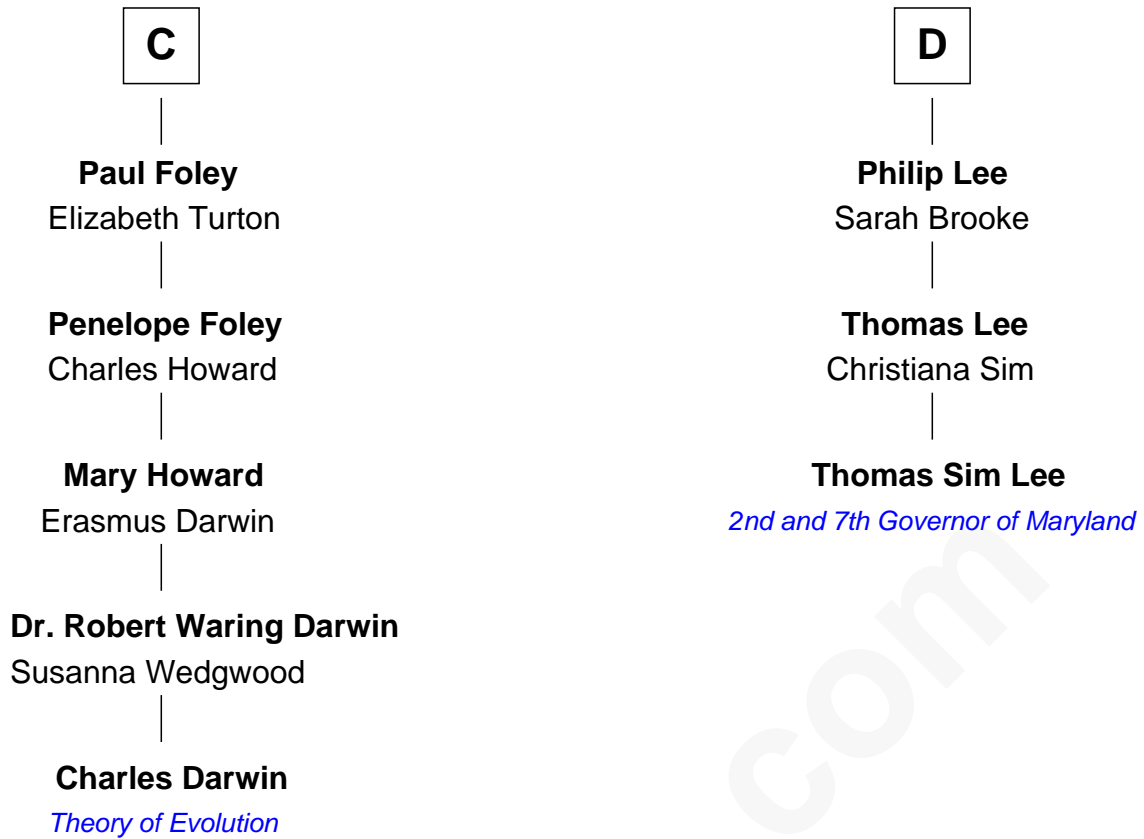 C
Paul Foley
Elizabeth Turton
Penelope Foley
Charles Howard
Mary Howard
Erasmus Darwin
Dr. Robert Waring Darwin
Susanna Wedgwood
Charles Darwin
Theory of Evolution
D
Philip Lee
Sarah Brooke
Thomas Lee
Christiana Sim
Thomas Sim Lee
2nd and 7th Governor of Maryland
com